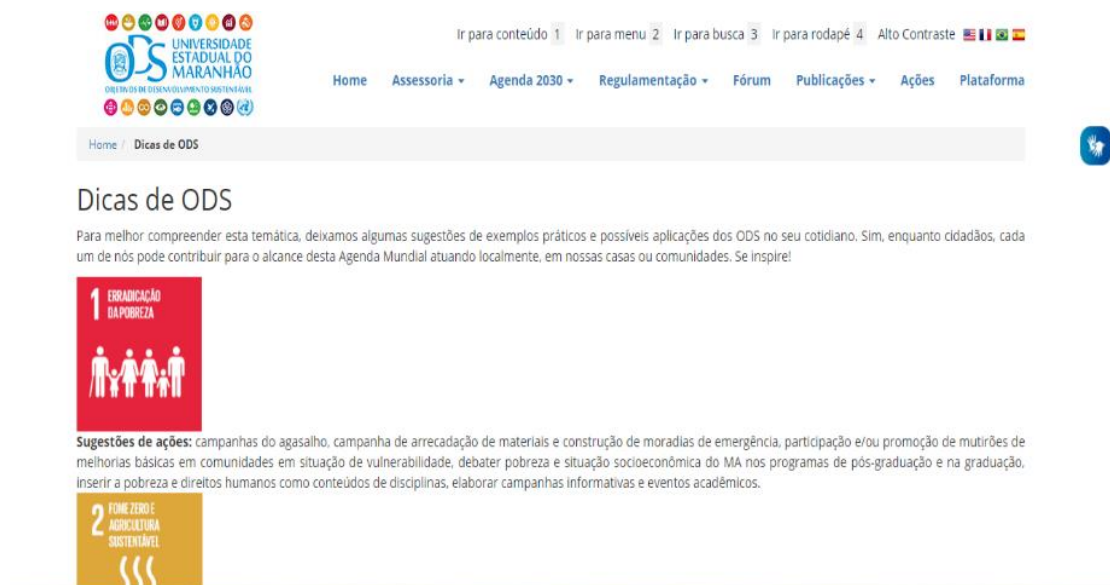 Ir para conteúdo 1 Ir para menu 2 Ir para busca 3 Ir para rodapé 4 Alto Contraste
ODS UNIVERSIDADE
ESTADUAL DO
MARANHÃO
OBJETIVOS DE DESENVOLVIMENTO SUSTENTÁVEL
Home Assessoria Agenda 2030 Regulamentação Fórum Publicações Ações Plataforma
Home / Dicas de ODS
Dicas de ODS
Para melhor compreender esta temática, deixamos algumas sugestões de exemplos práticos e possíveis aplicações dos ODS no seu cotidiano. Sim, enquanto cidadãos, cada
um de nós pode contribuir para o alcance desta Agenda Mundial atuando localmente, em nossas casas ou comunidades. Se inspire!
1 ERRADICAÇÃO
DA POBREZA
Sugestões de ações: campanhas do agasalho, campanha de arrecadação de materiais e construção de moradias de emergência, participação e/ou promoção de mutirões de
melhorias básicas em comunidades em situação de vulnerabilidade, debater pobreza e situação socioeconômica do MA nos programas de pós-graduação e na graduação,
inserir a pobreza e direitos humanos como conteúdos de disciplinas, elaborar campanhas informativas e eventos acadêmicos.
2 FOME ZERO E
AGRICULTURA
SUSTENTÁVEL